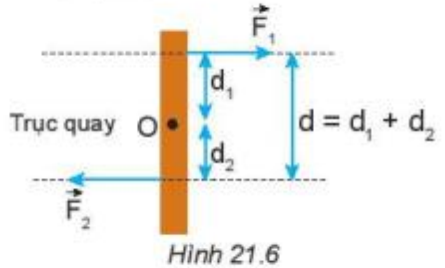 F₁
d₁
Trục quay O d = d₁ + d₂
d₂
F₂
Hình 21.6